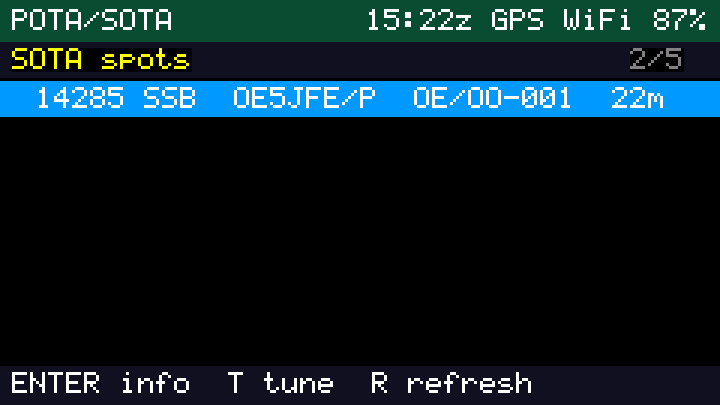 POTA/SOTA 15:22z GPS WiFi 87%
SOTA spots 2/5
14285 SSB OE5JFE/P OE/OO-001 22m
ENTER info T tune R refresh